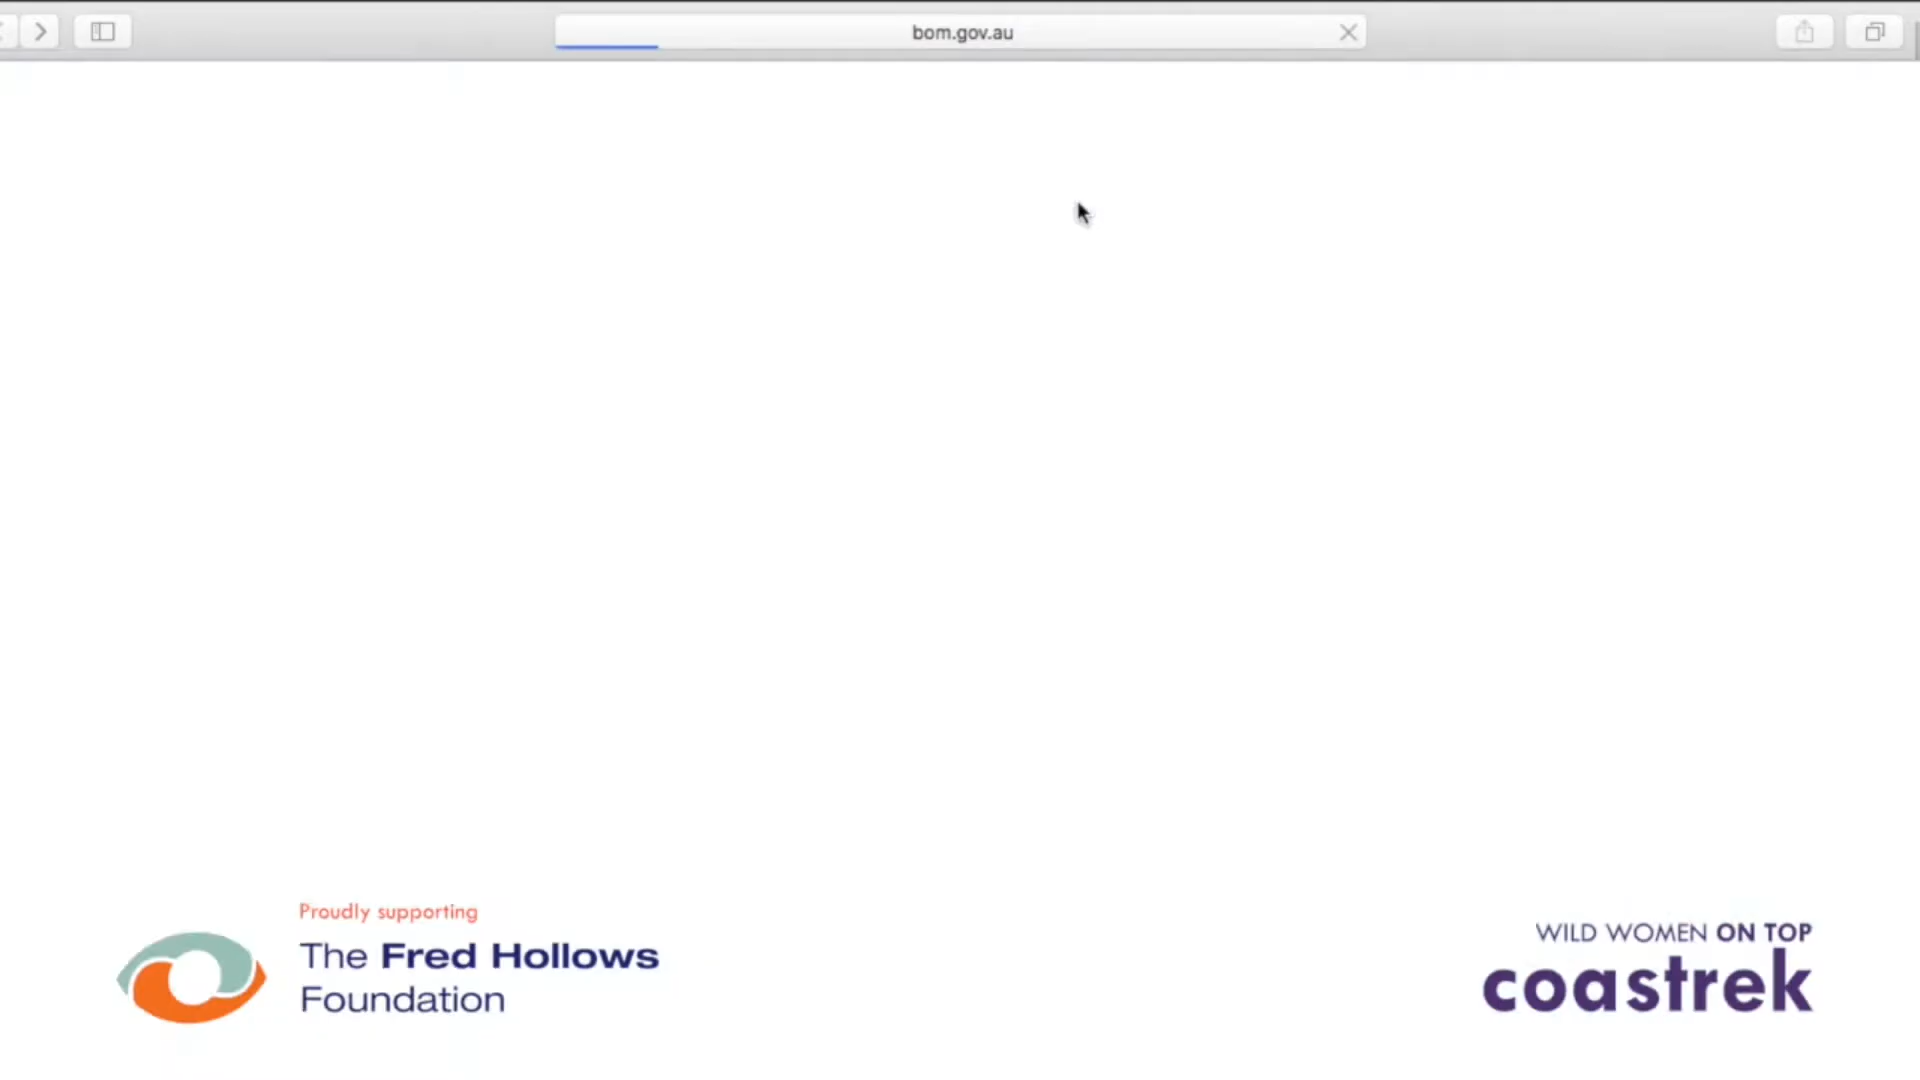 bom.gov.au
Proudly supporting
The Fred Hollows
Foundation
WILD WOMEN ON TOP
coastrek